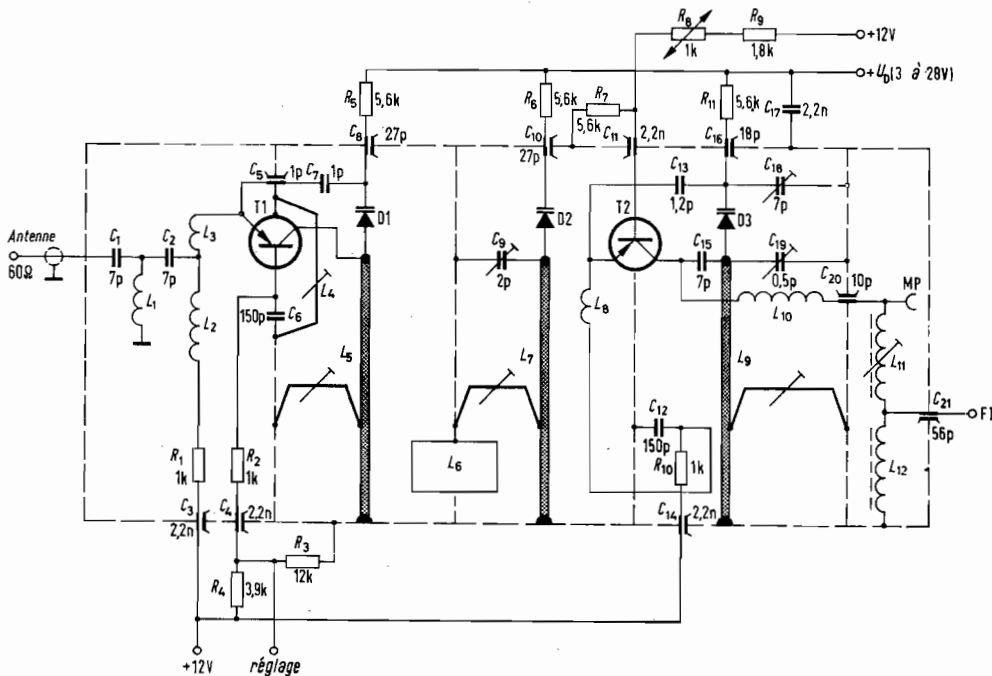 R8
1k
R9
1,8k
+12V
+UD (3 à 28V)
R5
5,6k
R6
5,6k
R7
5,6k
R11
5,6k
C17
2,2n
C8
27p
C10
27p
C11
2,2n
C16
18p
C5
1p
C7
1p
C13
1,2p
C18
7p
T1
D1
D2
T2
D3
Antenne
60Ω
C1
7p
C2
7p
L3
C9
2p
C15
7p
C19
0,5p
C20
10p
MP
L1
L4
L2
150p
C6
L8
L10
L11
L5
L7
L9
C21
56p
FI
C12
150p
R1
1k
R2
1k
L6
R10
1k
L12
C3
2,2n
C4
2,2n
C14
2,2n
R3
12k
R4
3,9k
+12V
réglage